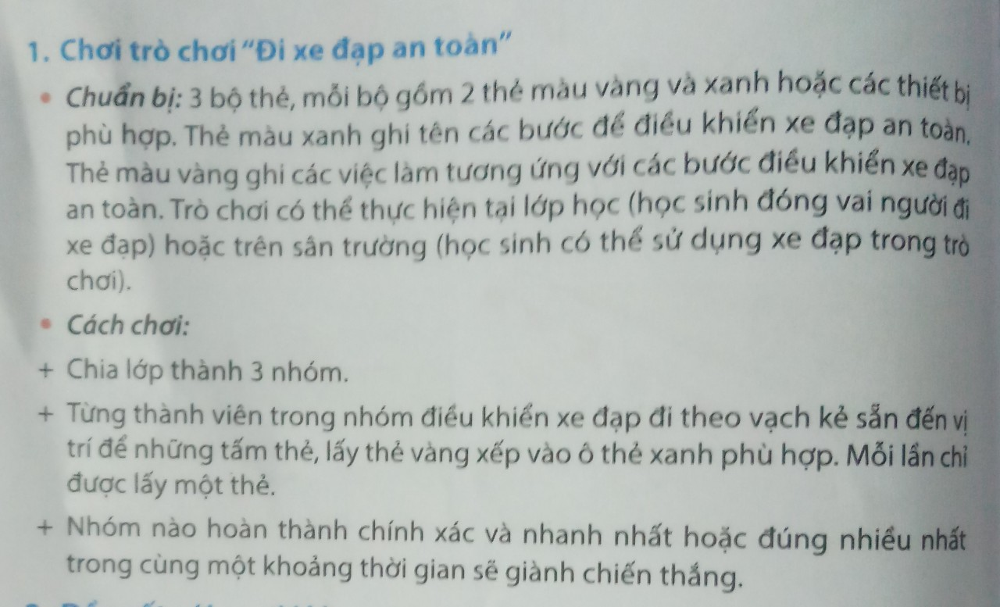 1. Chơi trò chơi “Đi xe đạp an toàn”
• Chuẩn bị: 3 bộ thẻ, mỗi bộ gồm 2 thẻ màu vàng và xanh hoặc các thiết bị
phù hợp. Thẻ màu xanh ghi tên các bước để điều khiển xe đạp an toàn.
Thẻ màu vàng ghi các việc làm tương ứng với các bước điều khiển xe đạp
an toàn. Trò chơi có thể thực hiện tại lớp học (học sinh đóng vai người đi
xe đạp) hoặc trên sân trường (học sinh có thể sử dụng xe đạp trong trò
chơi).
• Cách chơi:
+ Chia lớp thành 3 nhóm.
+ Từng thành viên trong nhóm điều khiển xe đạp đi theo vạch kẻ sẵn đến vị
trí để những tấm thẻ, lấy thẻ vàng xếp vào ô thẻ xanh phù hợp. Mỗi lần chỉ
được lấy một thẻ.
+ Nhóm nào hoàn thành chính xác và nhanh nhất hoặc đúng nhiều nhất
trong cùng một khoảng thời gian sẽ giành chiến thắng.